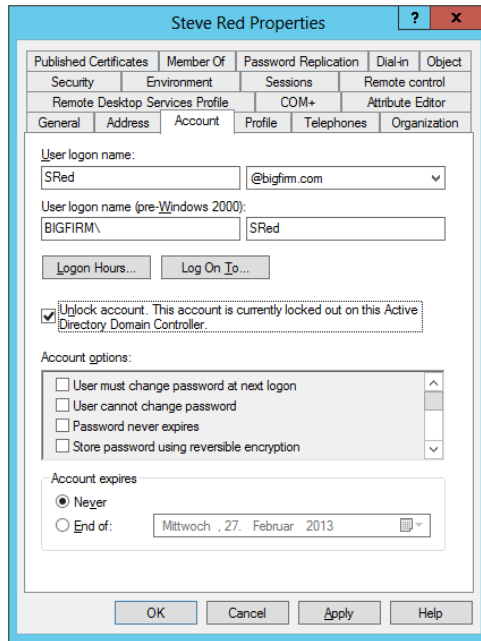 Steve Red Properties
? x
Published Certificates Member Of Password Replication Dial-in Object
Security Environment Sessions Remote control
Remote Desktop Services Profile COM+ Attribute Editor
General Address Account Profile Telephones Organization
User logon name:
SRed @bigfirm.com
User logon name (pre-Windows 2000):
BIGFIRM\ SRed
Logon Hours... Log On To...
Unlock account. This account is currently locked out on this Active
Directory Domain Controller.
Account options:
User must change password at next logon
User cannot change password
Password never expires
Store password using reversible encryption
Account expires
Never
End of: Mittwoch , 27. Februar 2013
OK Cancel Apply Help